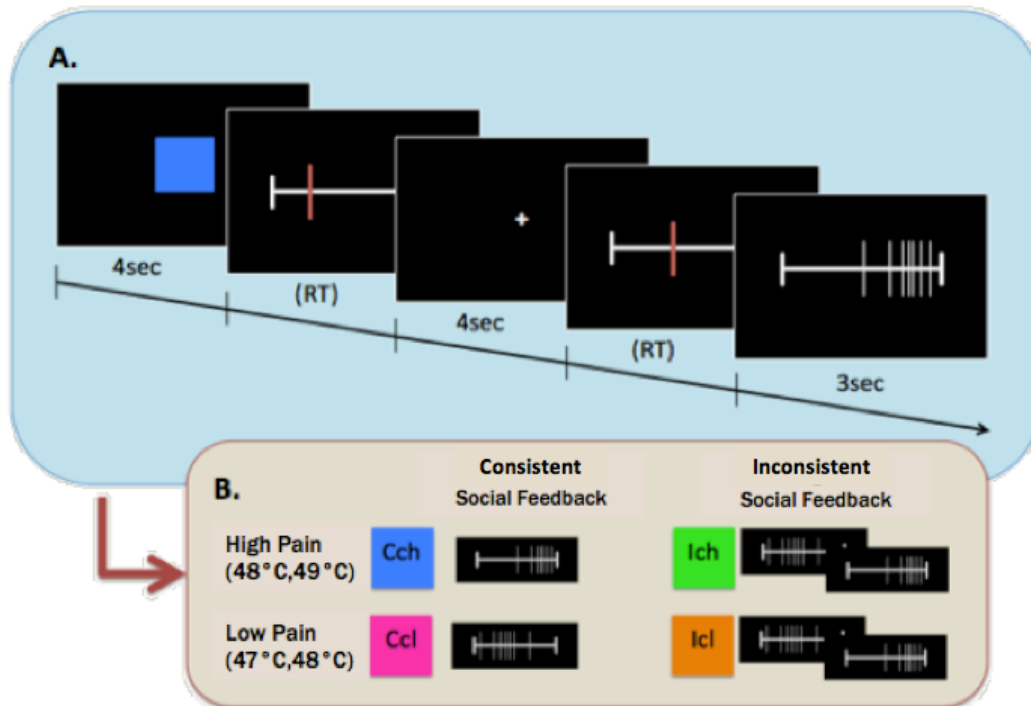 A.
4sec
(RT)
4sec
(RT)
3sec
B.
Consistent
Social Feedback
Inconsistent
Social Feedback
High Pain
(48°C,49°C)
Cch
Ich
Low Pain
(47°C,48°C)
Ccl
Icl